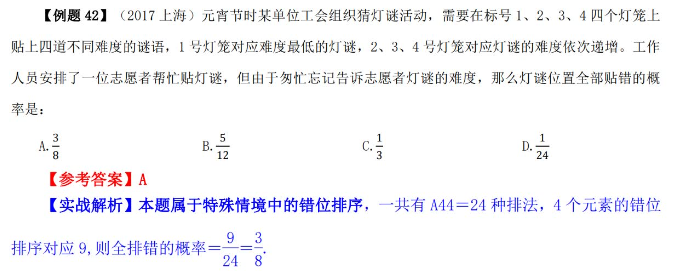 【例题 42】（2017 上海）元宵节时某单位工会组织猜灯谜活动，需要在标号 1、2、3、4 四个灯笼上
贴上四道不同难度的谜语，1 号灯笼对应难度最低的灯谜，2、3、4 号灯笼对应灯谜的难度依次递增。工作
人员安排了一位志愿者帮忙贴灯谜，但由于匆忙忘记告诉志愿者灯谜的难度，那么灯谜位置全部贴错的概
率是：
A.3/8 B.5/12 C.1/3 D.1/24
【参考答案】A
【实战解析】本题属于特殊情境中的错位排序，一共有 A44＝24 种排法，4 个元素的错位
排序对应 9,则全排错的概率＝9/24＝3/8.